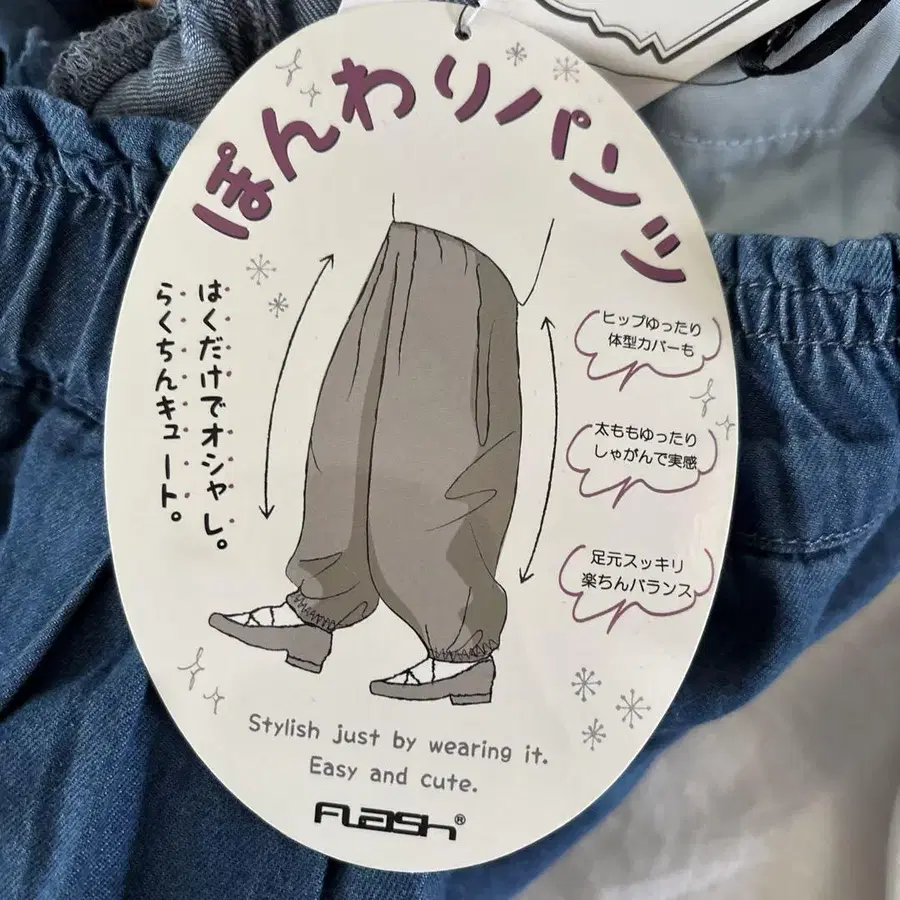 ぽんわりパンツ
はくだけでオシャレ。
らくちんキュート。
ヒップゆったり
体型カバーも
太ももゆったり
しゃがんで実感
足元スッキリ
楽ちんバランス
Stylish just by wearing it.
Easy and cute.
FLash®